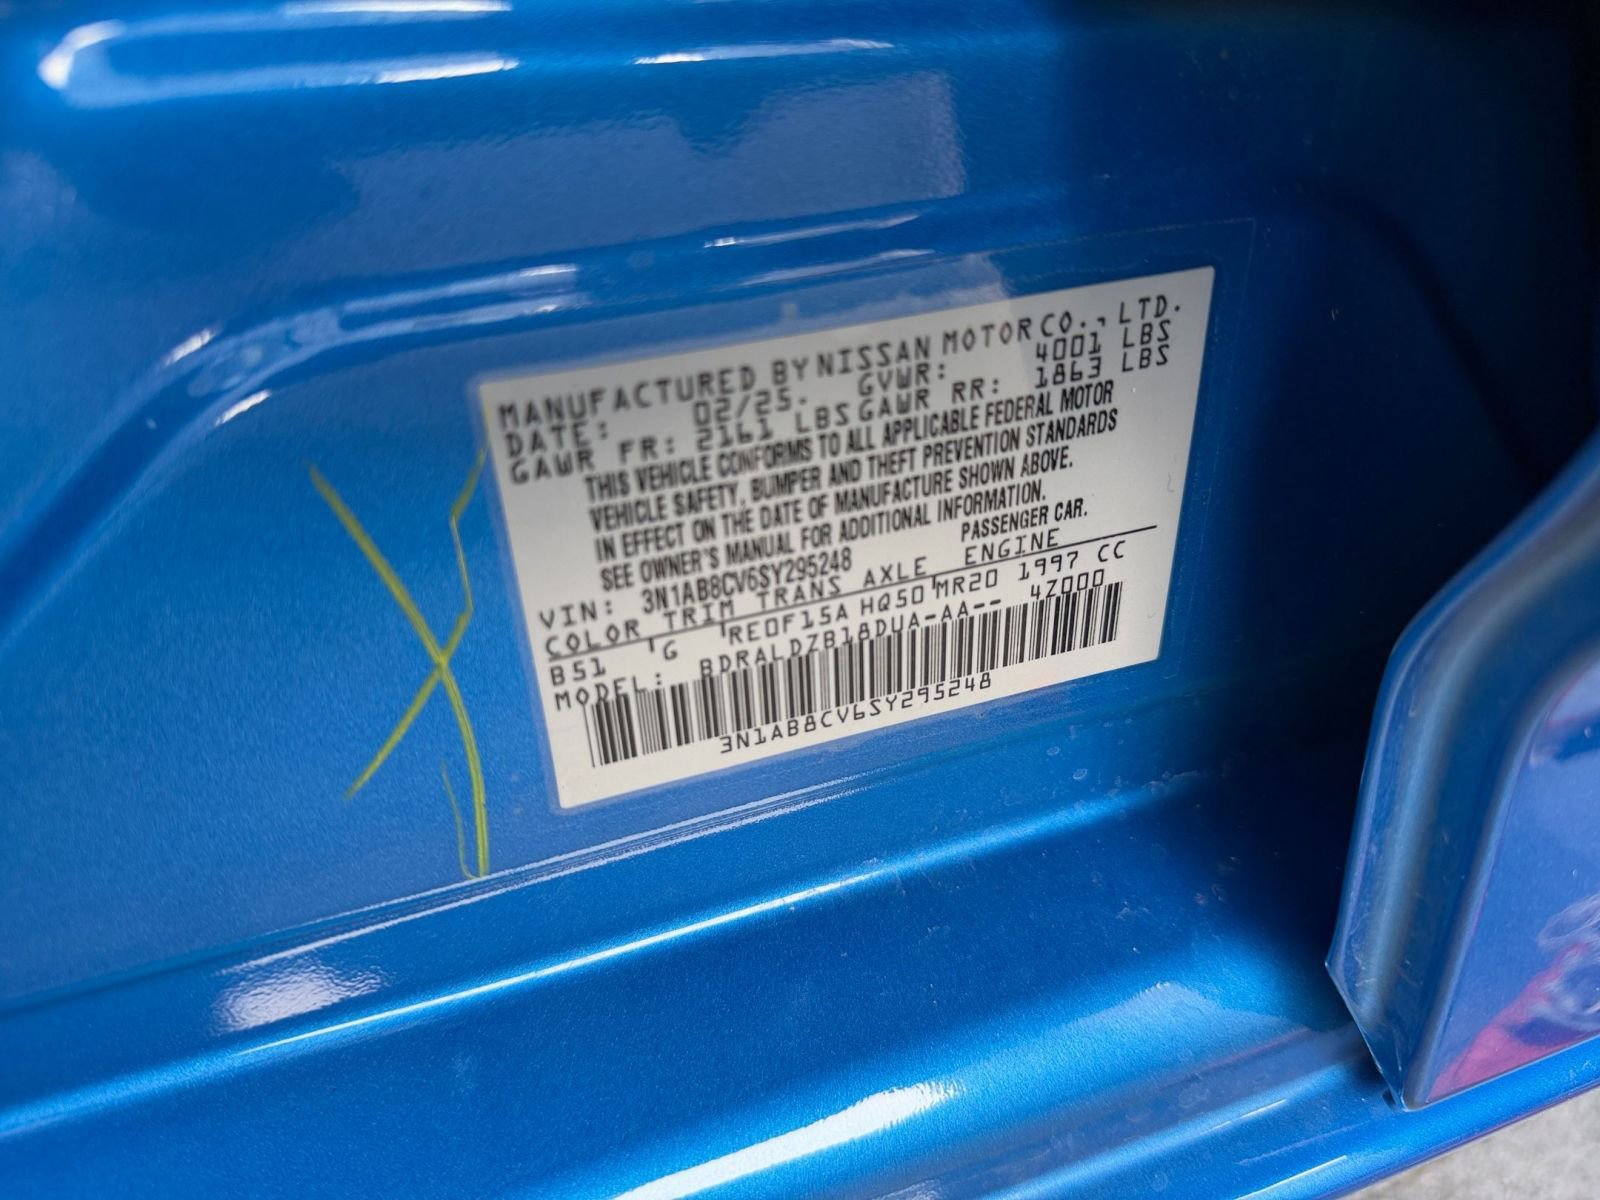 MANUFACTURED BY NISSAN MOTOR CO., LTD.
DATE: 02/25. GVWR: 4001 LBS
GAWR FR: 2161 LBS GAWR RR: 1863 LBS
THIS VEHICLE CONFORMS TO ALL APPLICABLE FEDERAL MOTOR
VEHICLE SAFETY, BUMPER AND THEFT PREVENTION STANDARDS
IN EFFECT ON THE DATE OF MANUFACTURE SHOWN ABOVE.
SEE OWNER'S MANUAL FOR ADDITIONAL INFORMATION.
PASSENGER CAR.
VIN: 3N1AB8CV6SY295248
COLOR TRIM TRANS AXLE ENGINE
B51 G RE0F15A HQ50 MR20 1997 CC
MODEL: BDRALDZB18DUA-AA-- 4Z000
3N1AB8CV6SY295248